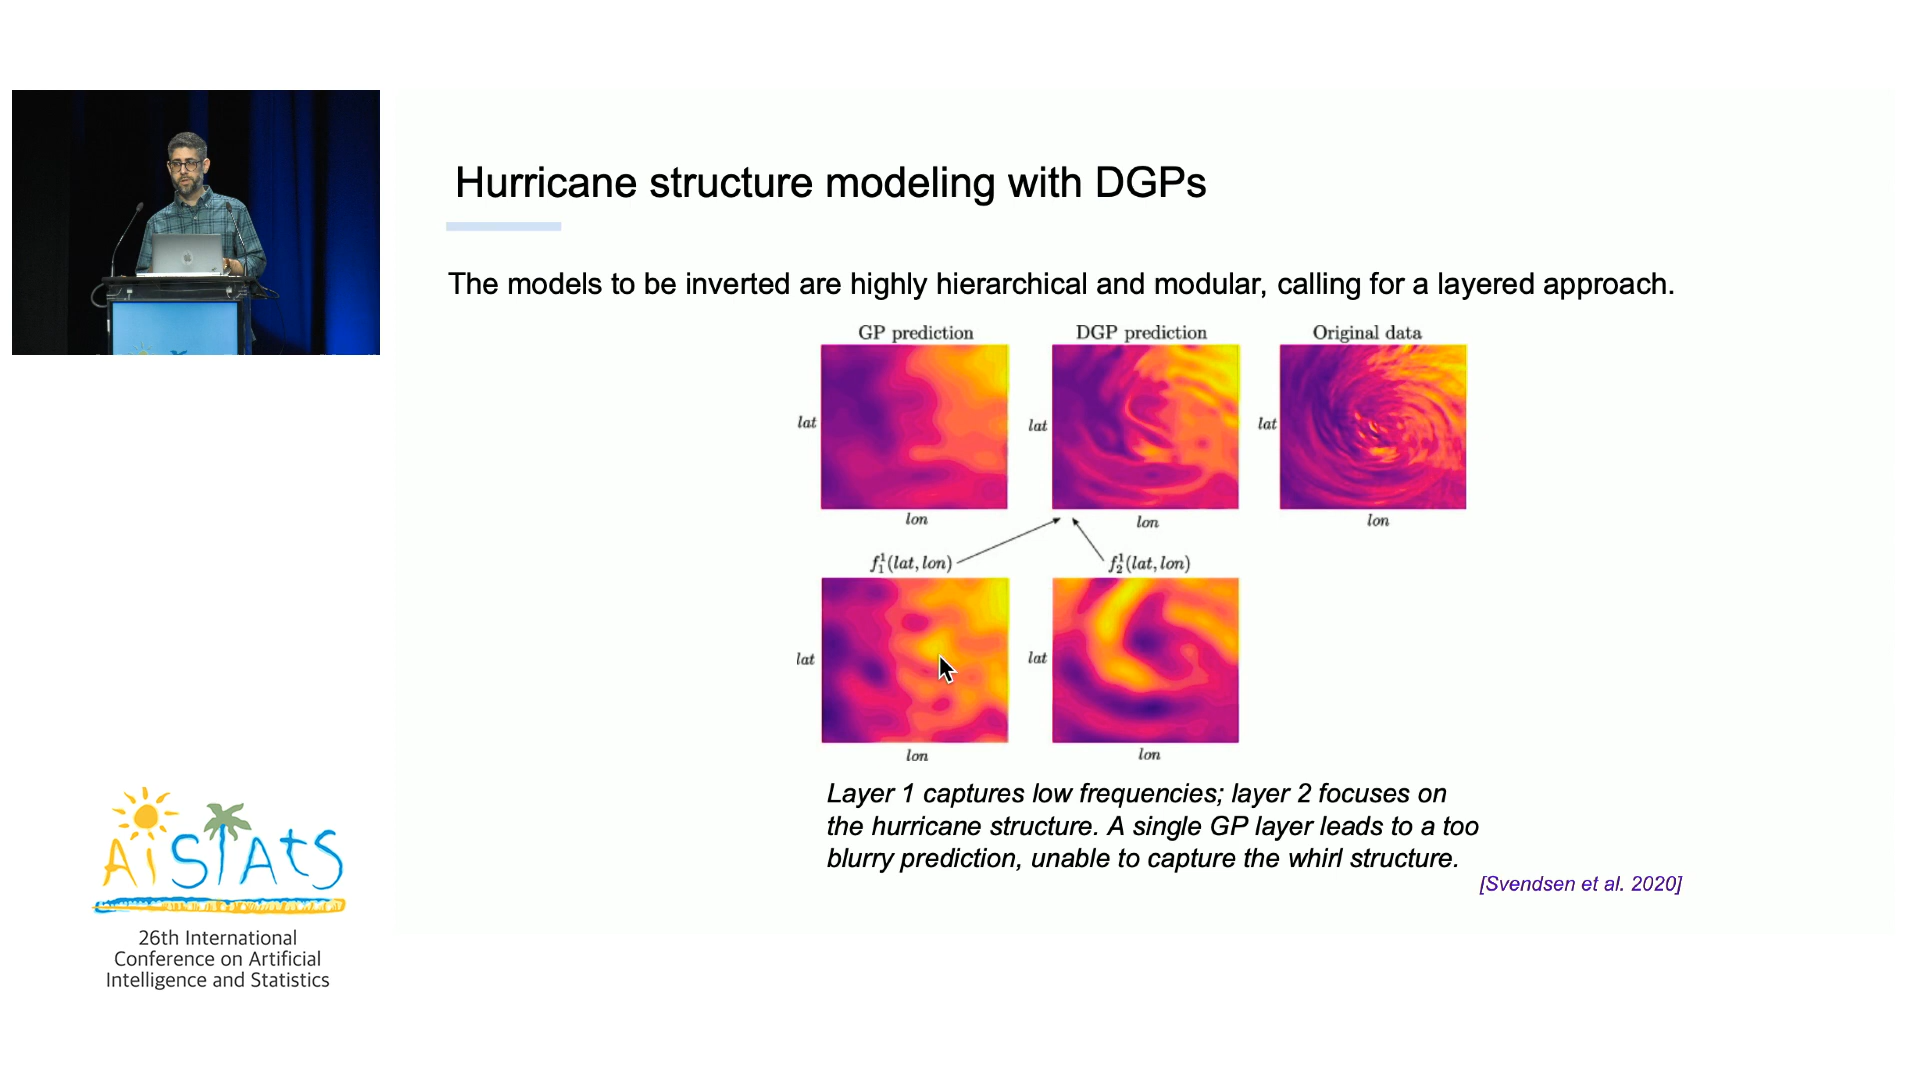 Hurricane structure modeling with DGPs
The models to be inverted are highly hierarchical and modular, calling for a layered approach.
GP prediction
DGP prediction
Original data
lat
lat
lat
lon
lon
lon
f₁¹(lat, lon)
f₂¹(lat, lon)
lat
lat
lon
lon
Layer 1 captures low frequencies; layer 2 focuses on
the hurricane structure. A single GP layer leads to a too
blurry prediction, unable to capture the whirl structure.
[Svendsen et al. 2020]
AiSTAtS
26th International
Conference on Artificial
Intelligence and Statistics